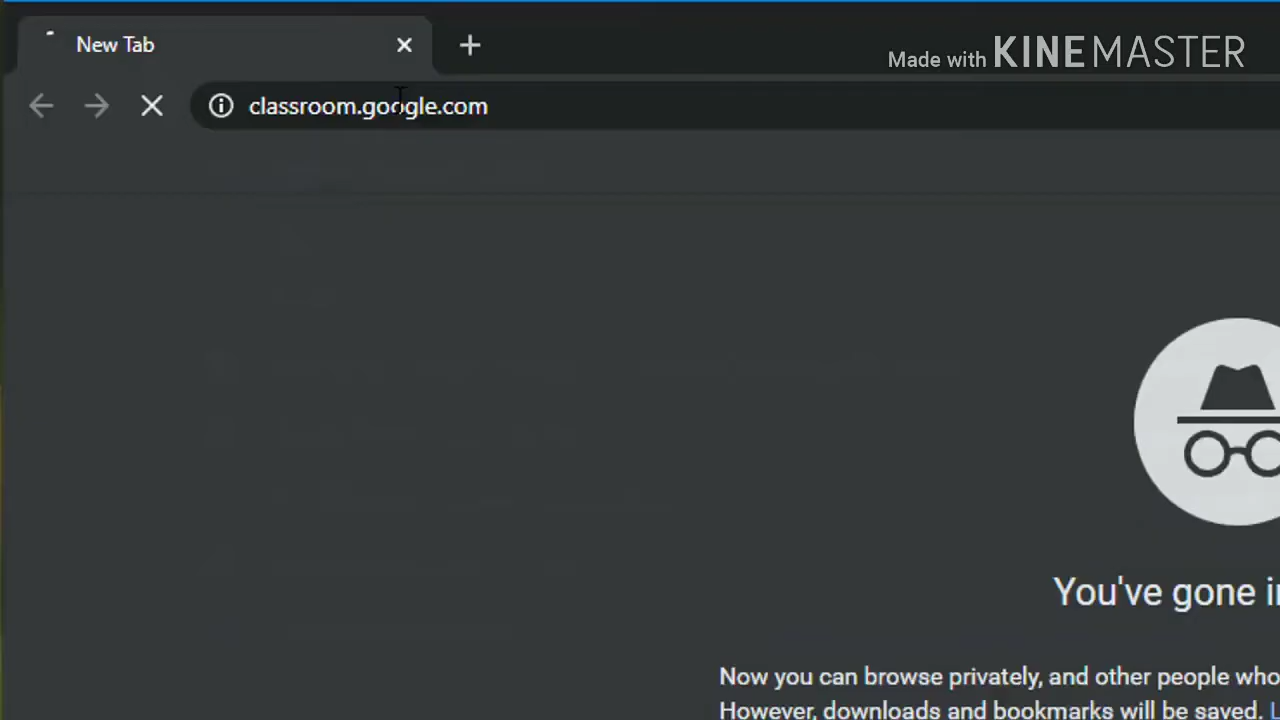 New Tab
Made with KINEMASTER
classroom.google.com
You've gone
Now you can browse privately, and other people who
However, downloads and bookmarks will be saved.